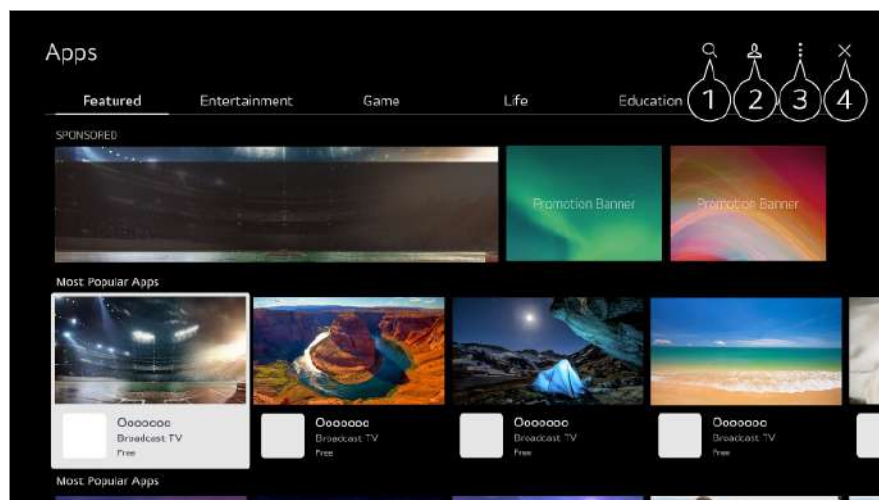 Apps
Featured Entertainment Game Life Education
1 2 3 4
SPONSORED
Promotion Banner Promotion Banner
Most Popular Apps
Ooooooo Ooooooo Ooooooo Ooooooo
Broadcast TV Broadcast TV Broadcast TV Broadcast TV
Free Free Free Free
Most Popular Apps